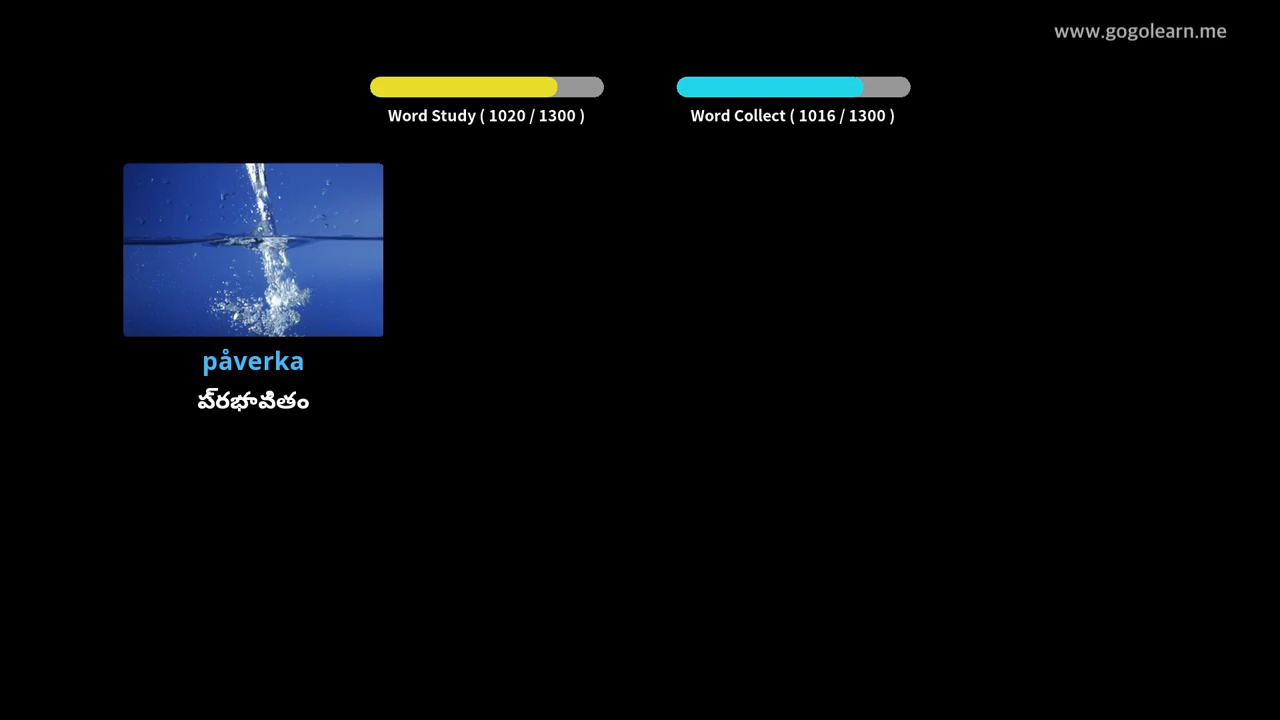 www.gogolearn.me
Word Study ( 1020 / 1300 )
Word Collect ( 1016 / 1300 )
påverka
ప్రభావితం